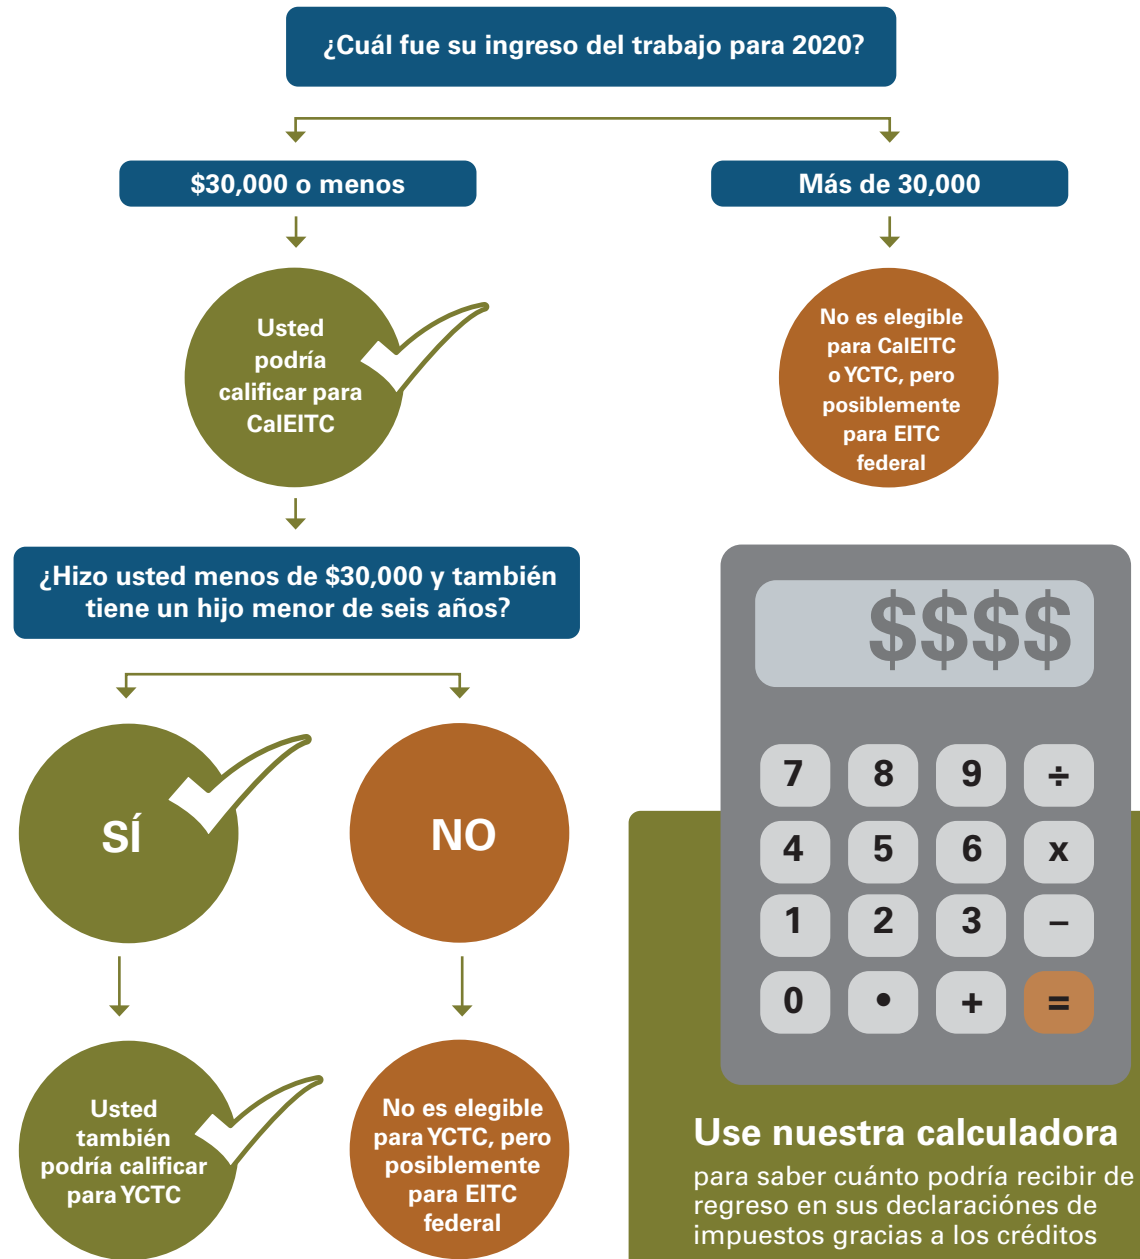 ¿Cuál fue su ingreso del trabajo para 2020?
$30,000 o menos
Más de 30,000
Usted
podría
calificar para
CalEITC
No es elegible
para CalEITC
o YCTC, pero
posiblemente
para EITC
federal
¿Hizo usted menos de $30,000 y también
tiene un hijo menor de seis años?
SÍ
NO
Usted
también
podría calificar
para YCTC
No es elegible
para YCTC, pero
posiblemente
para EITC
federal
$$$$
7 8 9 ÷
4 5 6 x
1 2 3 –
0 • + =
Use nuestra calculadora
para saber cuánto podría recibir de
regreso en sus declaraciónes de
impuestos gracias a los créditos